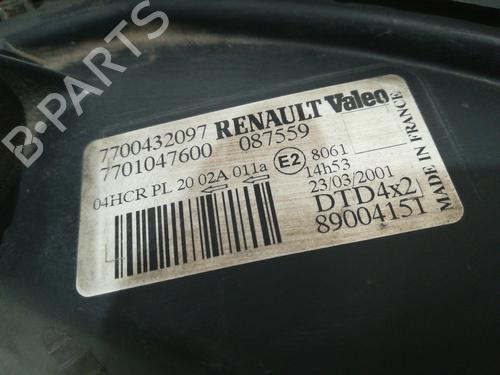 7700432097 RENAULT Valeo
7701047600 087559
04HCR PL 20 02A 011a E2 8061
14h53
23/03/2001
DTD4x2
89004151
MADE IN FRANCE
B-Parts